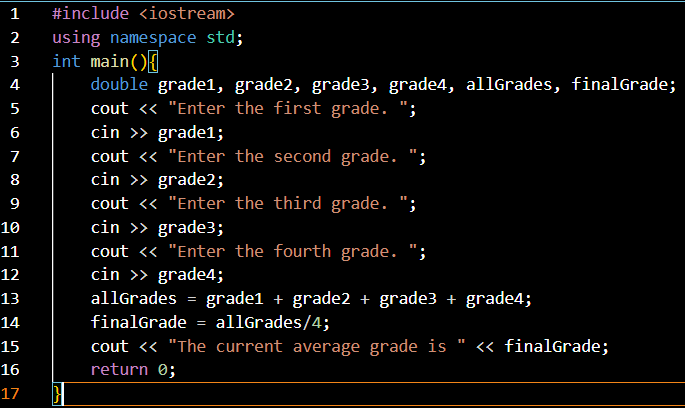 1 #include <iostream>
2 using namespace std;
3 int main(){
4 double grade1, grade2, grade3, grade4, allGrades, finalGrade;
5 cout << "Enter the first grade. ";
6 cin >> grade1;
7 cout << "Enter the second grade. ";
8 cin >> grade2;
9 cout << "Enter the third grade. ";
10 cin >> grade3;
11 cout << "Enter the fourth grade. ";
12 cin >> grade4;
13 allGrades = grade1 + grade2 + grade3 + grade4;
14 finalGrade = allGrades/4;
15 cout << "The current average grade is " << finalGrade;
16 return 0;
17 }